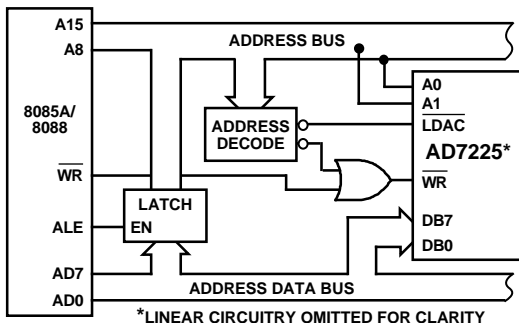 A15
ADDRESS BUS
A8
A0
A1
8085A/
8088
ADDRESS
DECODE
LDAC
AD7225*
WR
WR
LATCH
EN
ALE
DB7
DB0
AD7
ADDRESS DATA BUS
AD0
*LINEAR CIRCUITRY OMITTED FOR CLARITY